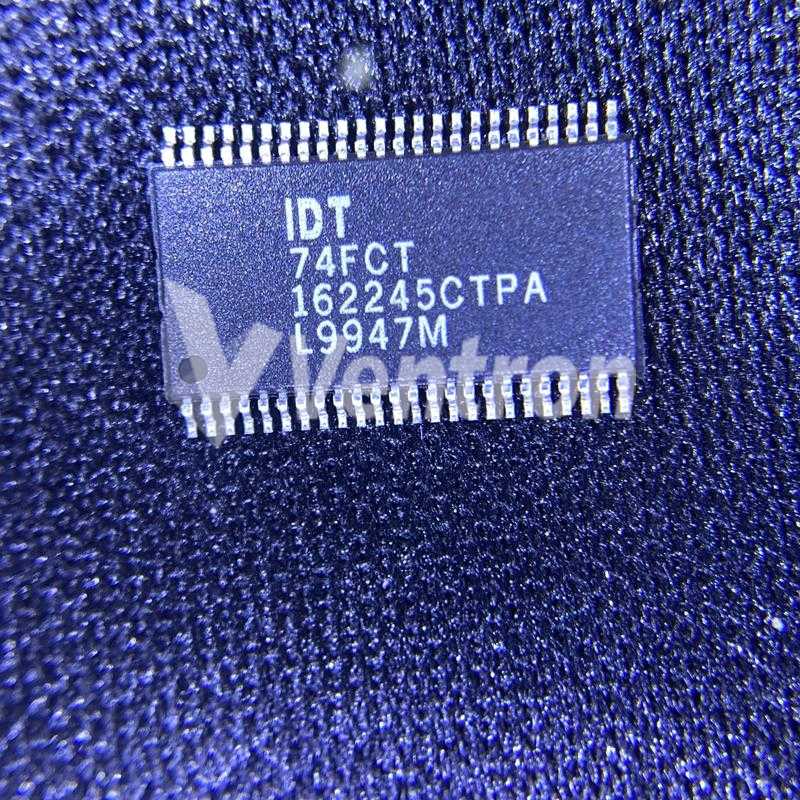 IDT
74FCT
162245CTPA
L9947M
Ventron